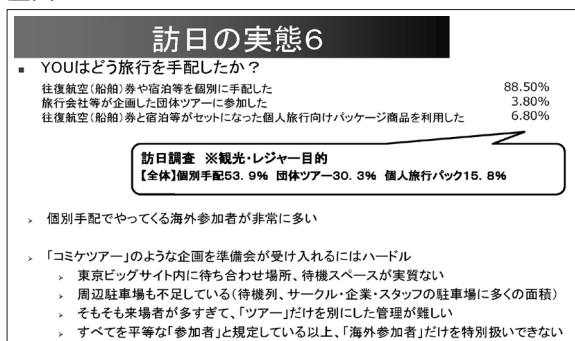 訪日の実態6
■ YOUはどう旅行を手配したか?
往復航空(船舶)券や宿泊等を個別に手配した 88.50%
旅行会社等が企画した団体ツアーに参加した 3.80%
往復航空(船舶)券と宿泊等がセットになった個人旅行向けパッケージ商品を利用した 6.80%
訪日調査 ※観光・レジャー目的
【全体】個別手配53.9% 団体ツアー30.3% 個人旅行パック15.8%
➢ 個別手配でやってくる海外参加者が非常に多い
➢ 「コミケツアー」のような企画を準備会が受け入れるにはハードル
➢ 東京ビッグサイト内に待ち合わせ場所、待機スペースが実質ない
➢ 周辺駐車場も不足している(待機列、サークル・企業・スタッフの駐車場に多くの面積)
➢ そもそも来場者が多すぎて、「ツアー」だけを別にした管理が難しい
➢ すべてを平等な「参加者」と規定している以上、「海外参加者」だけを特別扱いできない